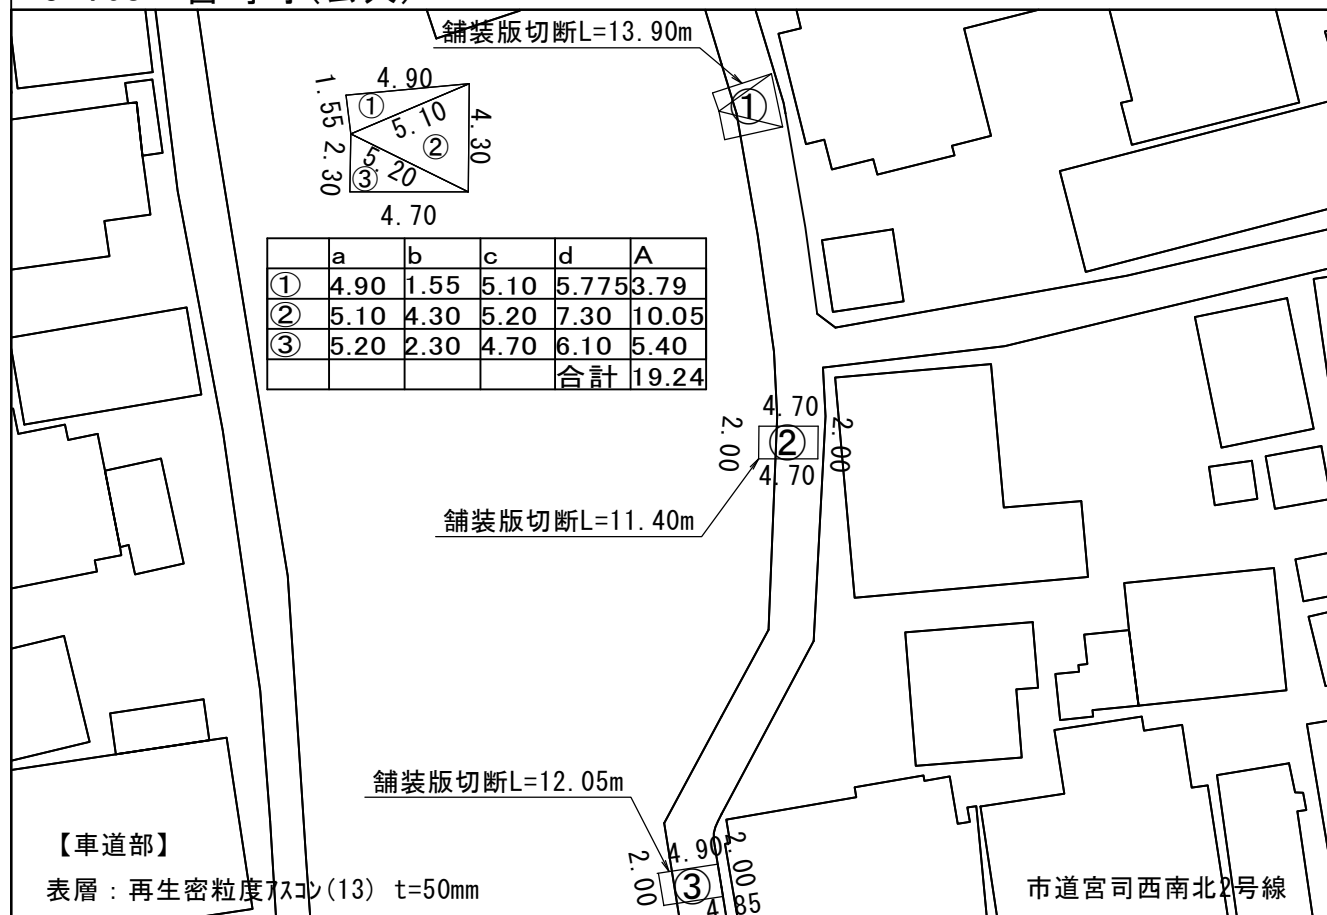 舗装版切断L=13.90m
4.90
1.55
①
5.10
4.30
②
2.30
5.20
③
4.70
①
a b c d A
① 4.90 1.55 5.10 5.775 3.79
② 5.10 4.30 5.20 7.30 10.05
③ 5.20 2.30 4.70 6.10 5.40
合計 19.24
4.70
2.00
②
2.00
4.70
舗装版切断L=11.40m
舗装版切断L=12.05m
4.90
2.00
2.00
③
4.85
【車道部】
表層：再生密粒度ｱｽｺﾝ(13) t=50mm
市道宮司西南北2号線